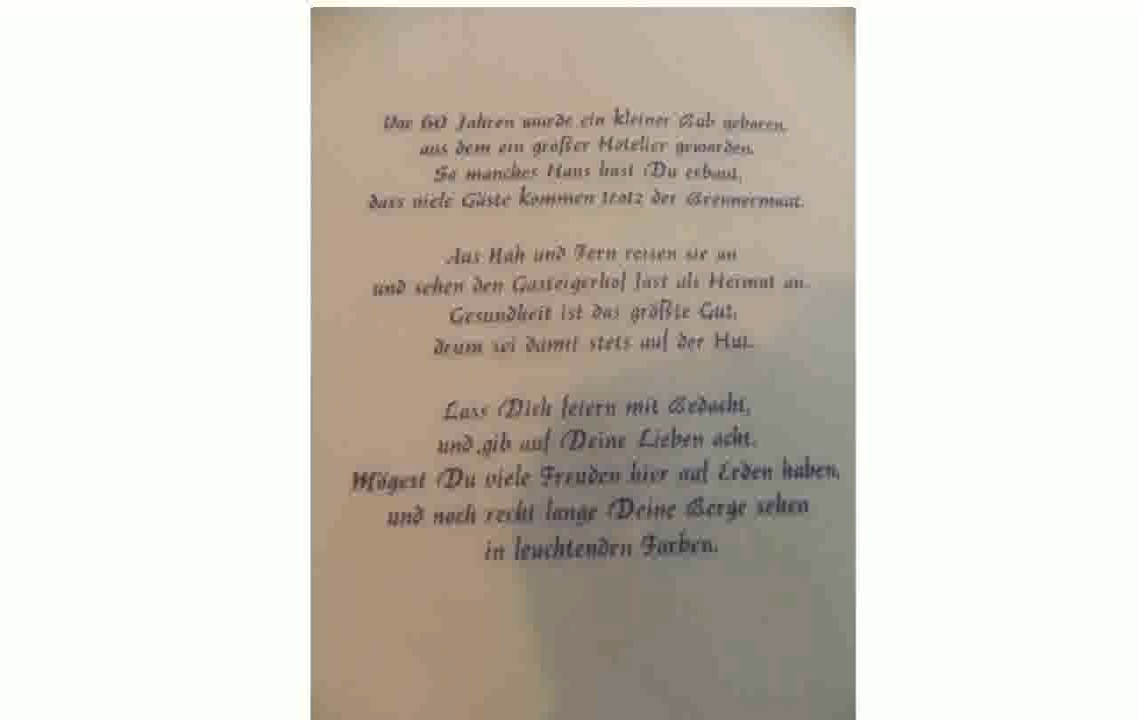 Vor 60 Jahren wurde ein kleiner Bub geboren,
aus dem ein großer Hotelier geworden.
So manches Haus hast Du erbaut,
dass viele Gäste kommen trotz der Brennermaut.
Aus Nah und Fern reisen sie an
und sehen den Gasteigerhof fast als Heimat an.
Gesundheit ist das größte Gut,
drum sei damit stets auf der Hut.
Lass Dich feiern mit Bedacht,
und gib auf Deine Lieben acht.
Mögest Du viele Freuden hier auf Erden haben,
und noch recht lange Deine Berge sehen
in leuchtenden Farben.